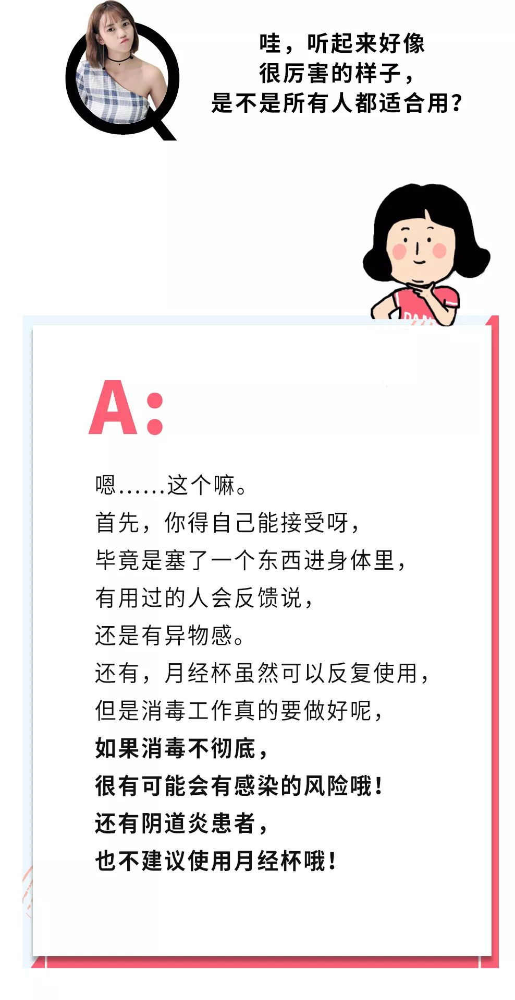 哇，听起来好像
很厉害的样子，
是不是所有人都适合用？
A:
嗯……这个嘛。
首先，你得自己能接受呀，
毕竟是塞了一个东西进身体里，
有用过的人会反馈说，
还是有异物感。
还有，月经杯虽然可以反复使用，
但是消毒工作真的要做好呢，
如果消毒不彻底，
很有可能会有感染的风险哦！
还有阴道炎患者，
也不建议使用月经杯哦！